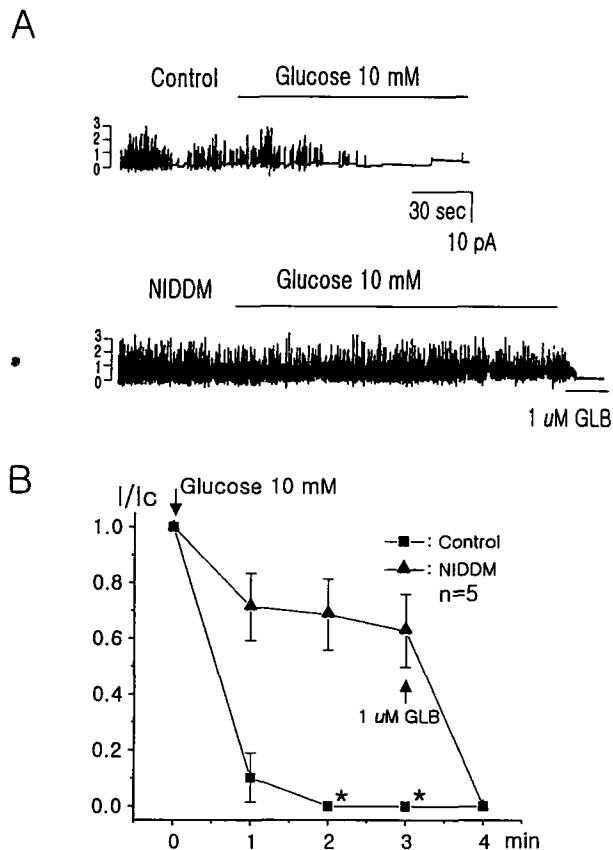 A
Control Glucose 10 mM
3
2
1
0
30 sec
10 pA
NIDDM Glucose 10 mM
3
2
1
0
1 uM GLB
B
I/Ic Glucose 10 mM
1.0
■ : Control
0.8
▲ : NIDDM
n=5
0.6
0.4
1 uM GLB
0.2
* *
0.0
0 1 2 3 4 min